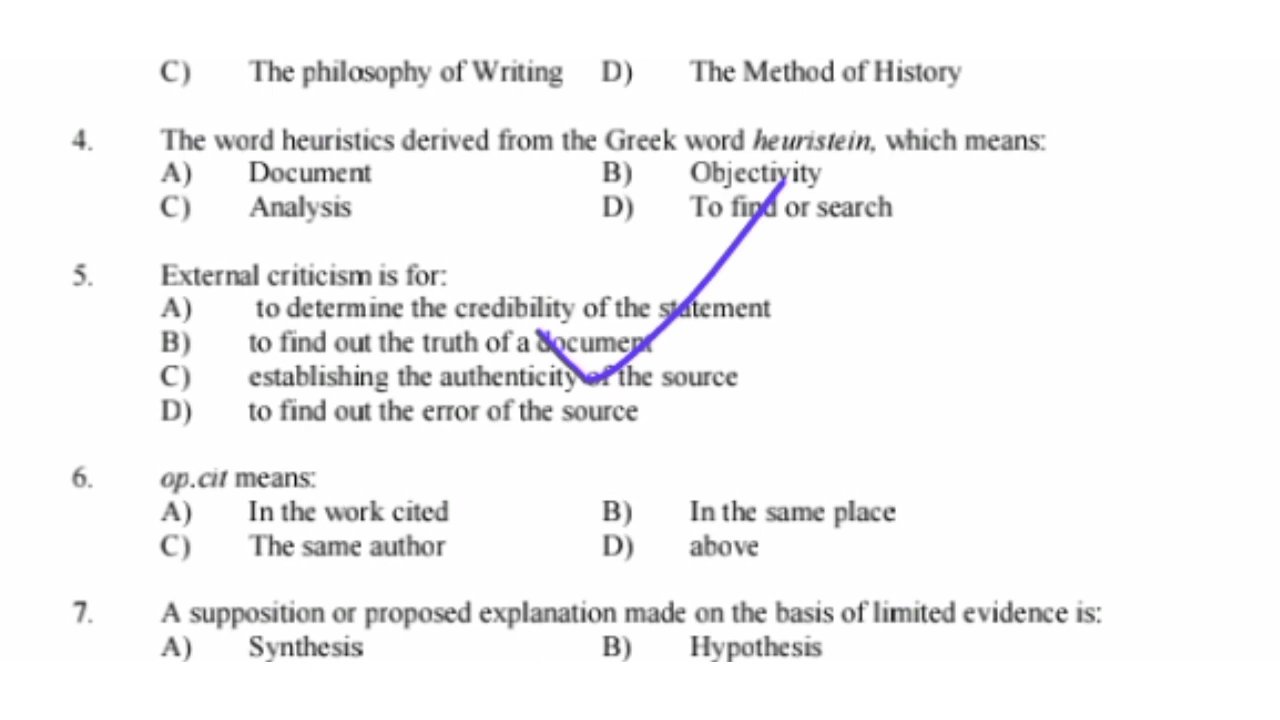 C) The philosophy of Writing D) The Method of History
4. The word heuristics derived from the Greek word heuristein, which means:
A) Document B) Objectivity
C) Analysis D) To find or search
5. External criticism is for:
A) to determine the credibility of the statement
B) to find out the truth of a document
C) establishing the authenticity of the source
D) to find out the error of the source
6. op.cit means:
A) In the work cited B) In the same place
C) The same author D) above
7. A supposition or proposed explanation made on the basis of limited evidence is:
A) Synthesis B) Hypothesis